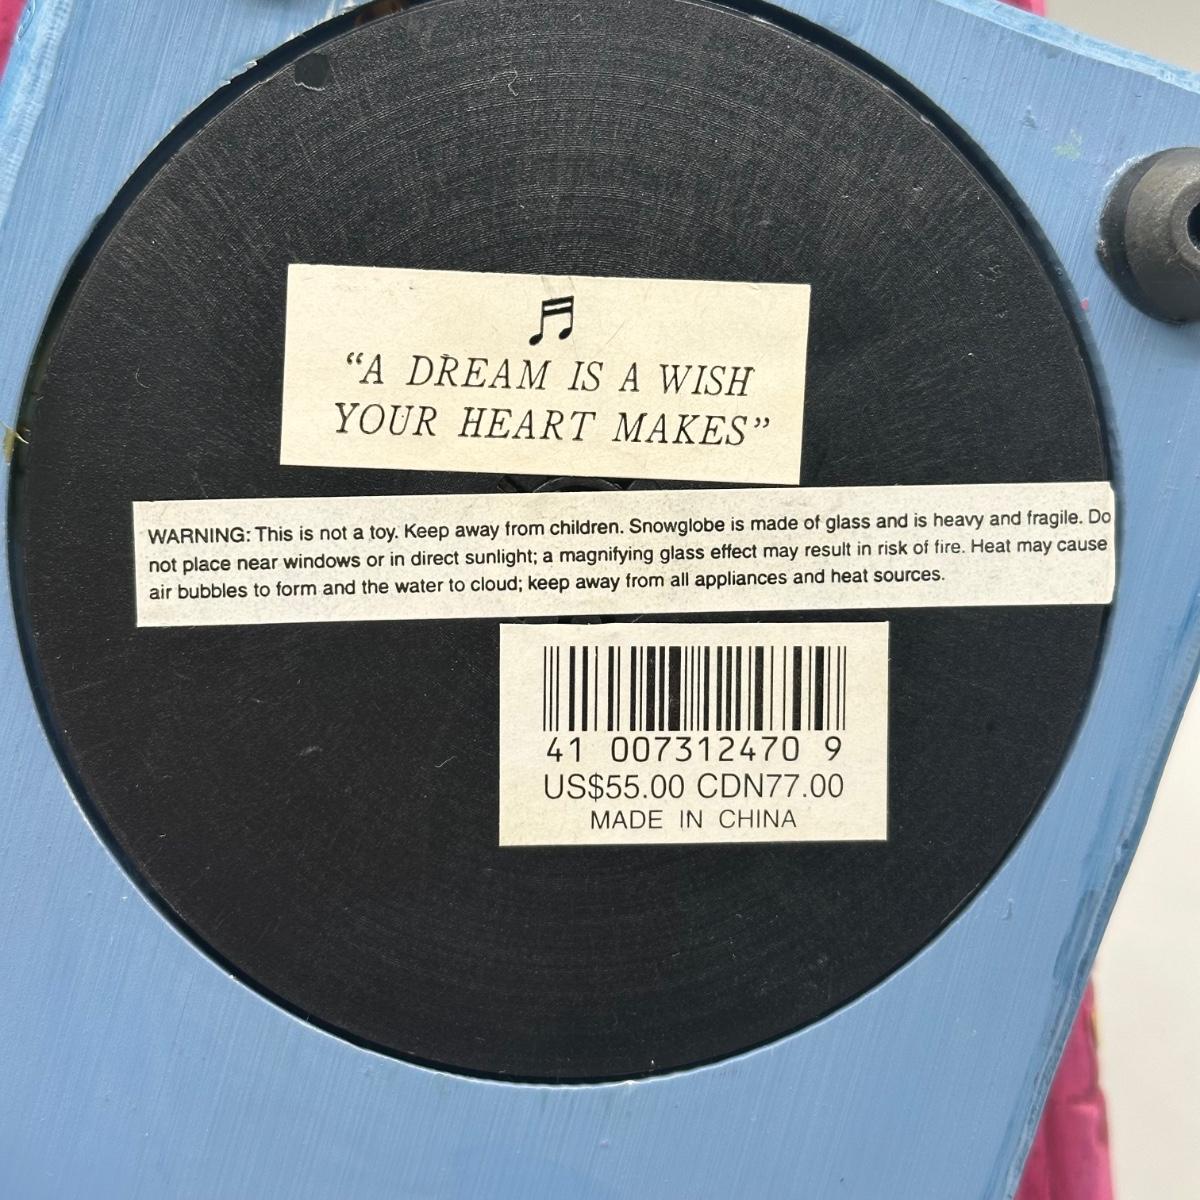 “A DREAM IS A WISH
YOUR HEART MAKES”
WARNING: This is not a toy. Keep away from children. Snowglobe is made of glass and is heavy and fragile. Do
not place near windows or in direct sunlight; a magnifying glass effect may result in risk of fire. Heat may cause
air bubbles to form and the water to cloud; keep away from all appliances and heat sources.
41 007312470 9
US$55.00 CDN77.00
MADE IN CHINA